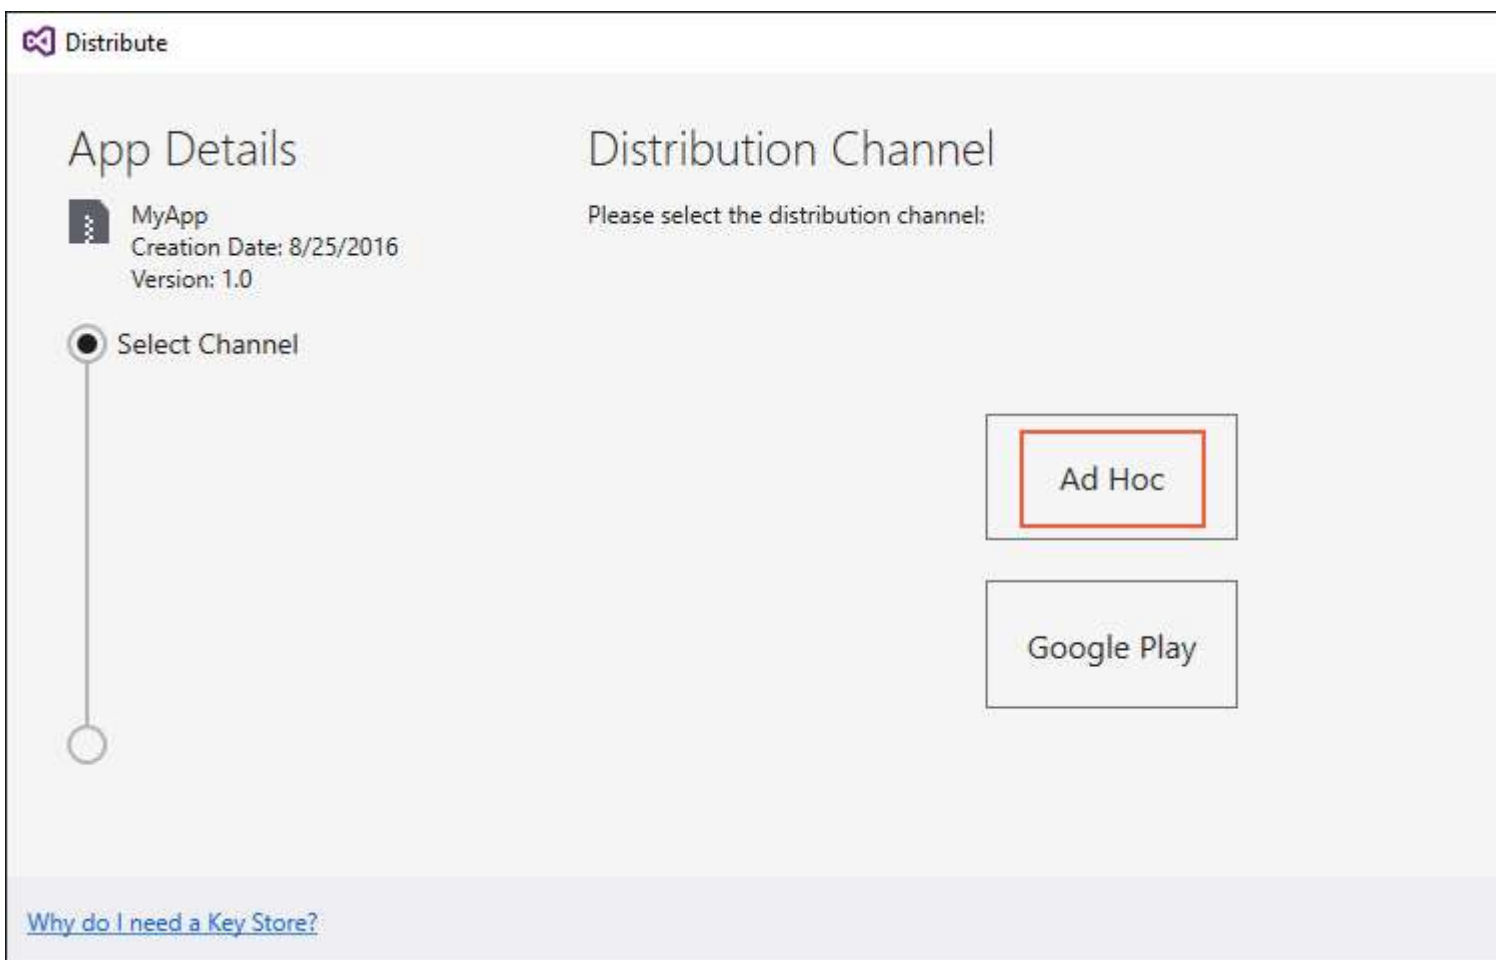 Distribute
App Details
MyApp
Creation Date: 8/25/2016
Version: 1.0
Select Channel
Distribution Channel
Please select the distribution channel:
Ad Hoc
Google Play
Why do I need a Key Store?